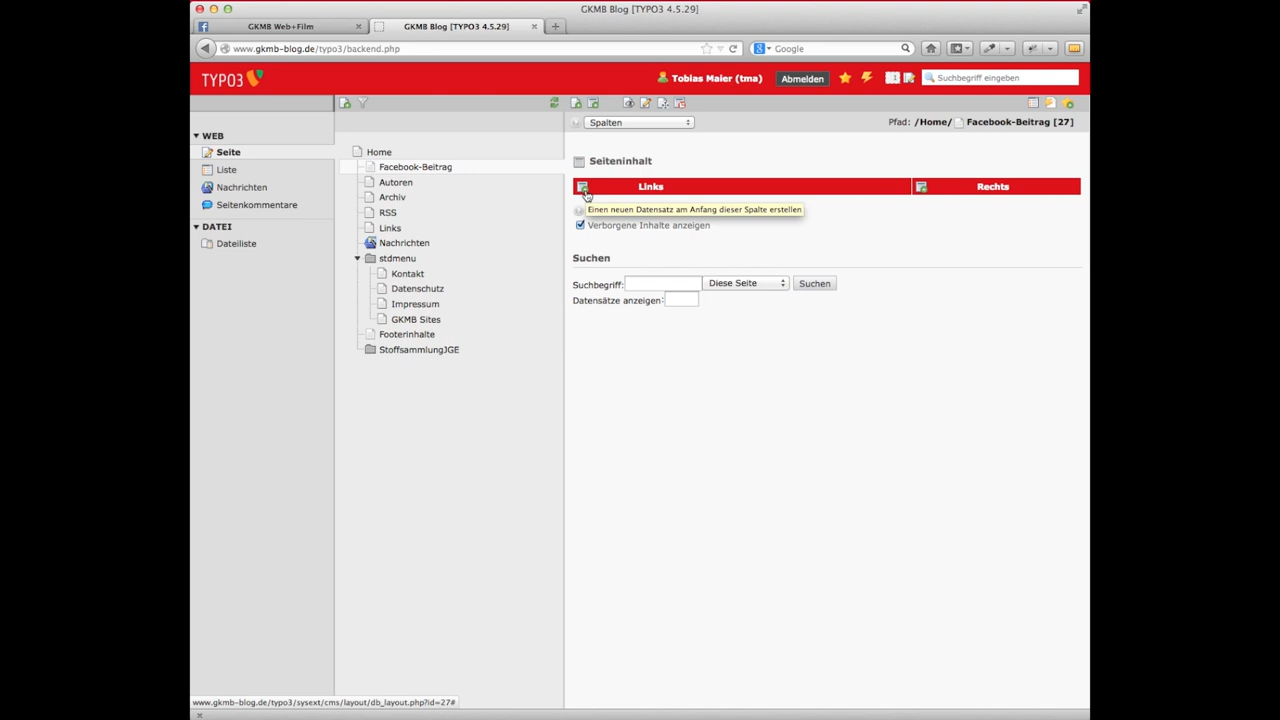 GKMB Blog [TYPO3 4.5.29]
GKMB Web+Film
GKMB Blog [TYPO3 4.5.29]
www.gkmb-blog.de/typo3/backend.php
Google
TYPO3
Tobias Maier (tma)
Abmelden
Suchbegriff eingeben
Spalten
Pfad: /Home/ Facebook-Beitrag [27]
WEB
Seite
Liste
Nachrichten
Seitenkommentare
DATEI
Dateiliste
Home
Facebook-Beitrag
Autoren
Archiv
RSS
Links
Nachrichten
stdmenu
Kontakt
Datenschutz
Impressum
GKMB Sites
Footerinhalte
StoffsammlungJGE
Seiteninhalt
Links
Rechts
Einen neuen Datensatz am Anfang dieser Spalte erstellen
Verborgene Inhalte anzeigen
Suchen
Suchbegriff:
Diese Seite
Suchen
Datensätze anzeigen:
www.gkmb-blog.de/typo3/sysext/cms/layout/db_layout.php?id=27#